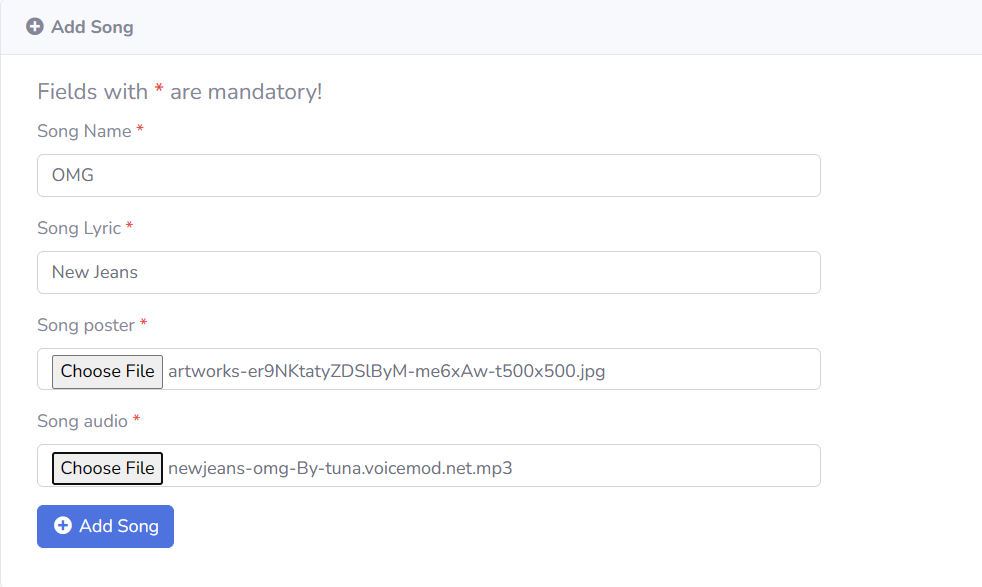 Add Song
Fields with * are mandatory!
Song Name *
OMG
Song Lyric *
New Jeans
Song poster *
Choose File artworks-er9NKtatyZDSlByM-me6xAw-t500x500.jpg
Song audio *
Choose File newjeans-omg-By-tuna.voicemod.net.mp3
Add Song